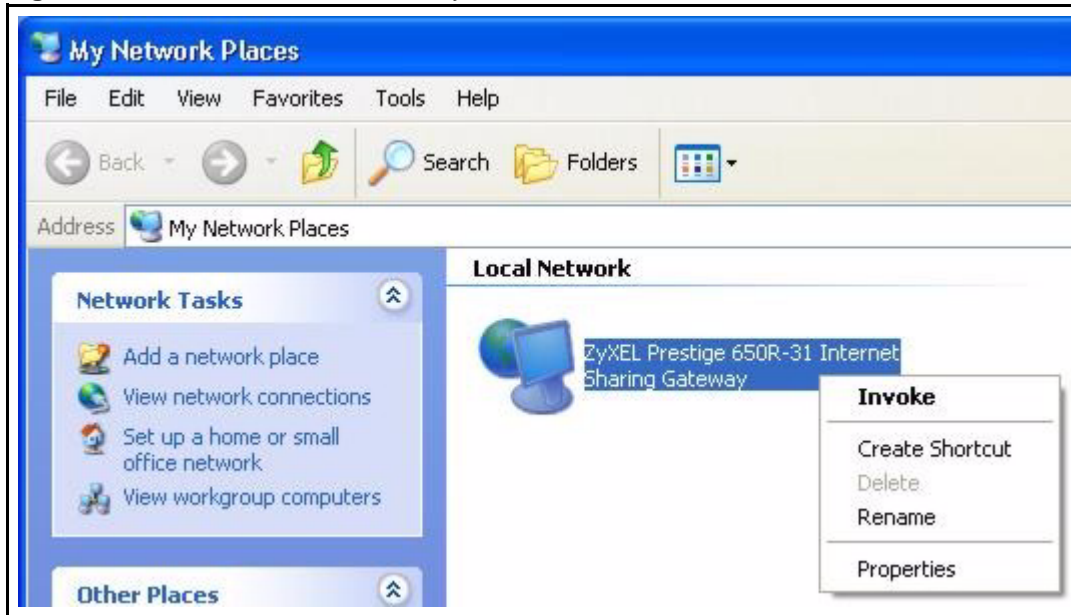 My Network Places
File Edit View Favorites Tools Help
Back Search Folders
Address My Network Places
Network Tasks
Add a network place
View network connections
Set up a home or small
office network
View workgroup computers
Other Places
Local Network
ZyXEL Prestige 650R-31 Internet
Sharing Gateway
Invoke
Create Shortcut
Delete
Rename
Properties